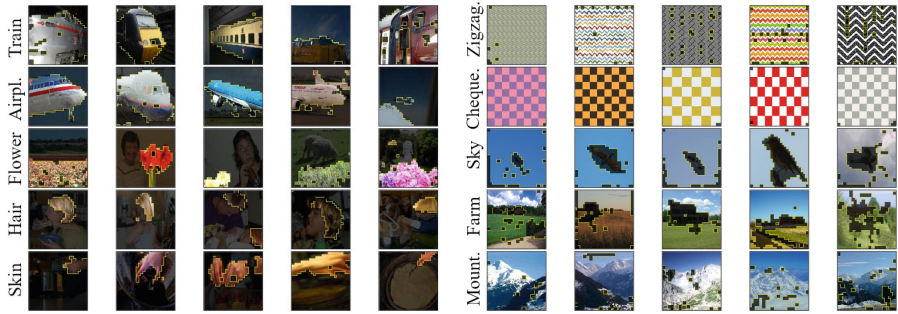 Train
Airpl.
Flower
Hair
Skin
Zigzag.
Cheque.
Sky
Farm
Mount.